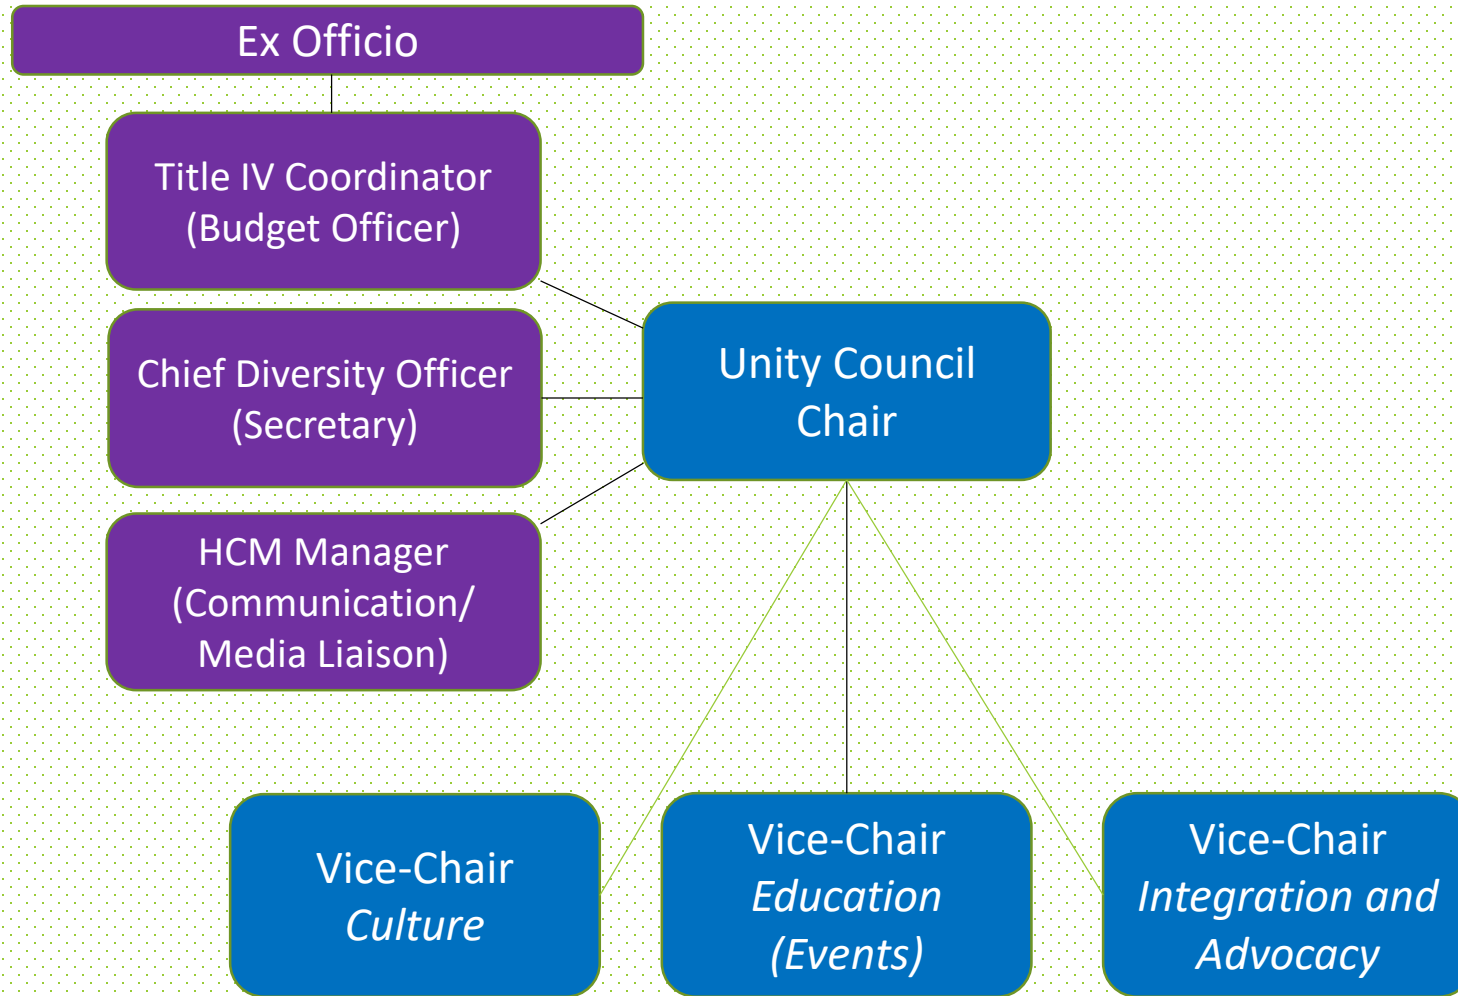 Ex Officio
Title IV Coordinator
(Budget Officer)
Chief Diversity Officer
(Secretary)
HCM Manager
(Communication/
Media Liaison)
Unity Council
Chair
Vice-Chair
Culture
Vice-Chair
Education
(Events)
Vice-Chair
Integration and
Advocacy